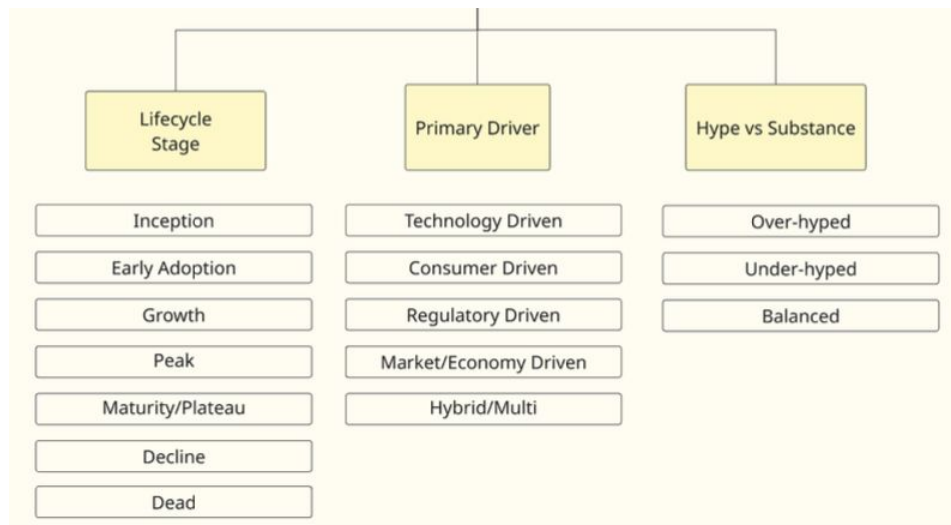 Lifecycle
Stage
Primary Driver
Hype vs Substance
Inception
Early Adoption
Growth
Peak
Maturity/Plateau
Decline
Dead
Technology Driven
Consumer Driven
Regulatory Driven
Market/Economy Driven
Hybrid/Multi
Over-hyped
Under-hyped
Balanced